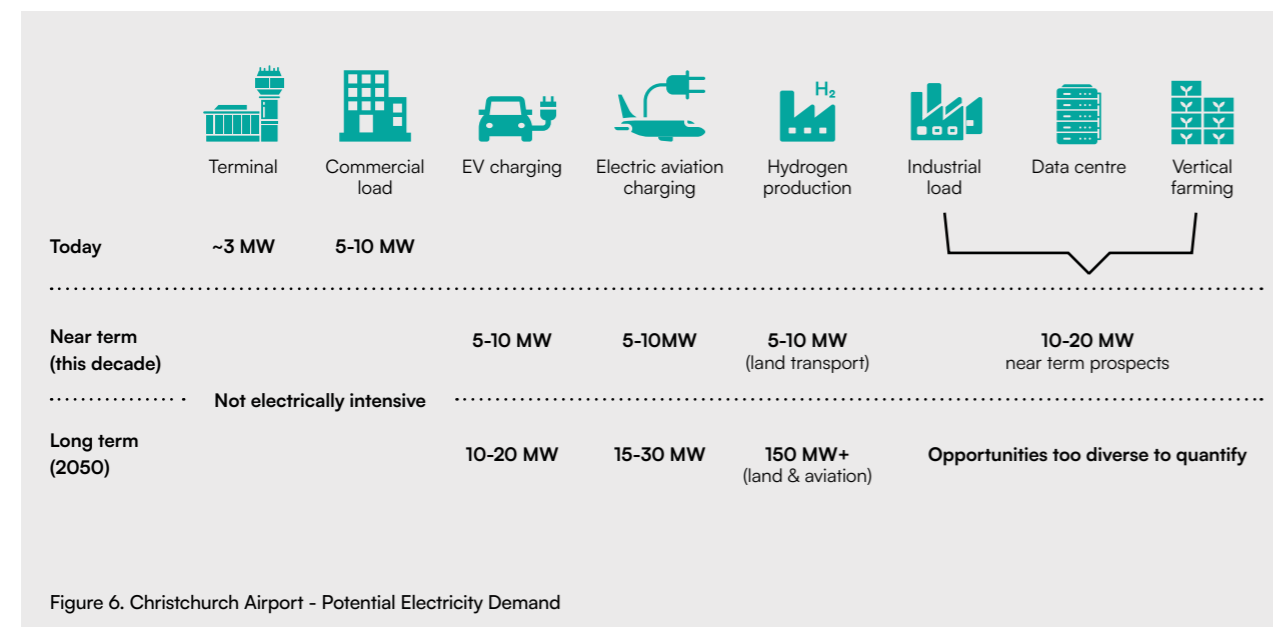 H₂
Terminal
Commercial
load
EV charging
Electric aviation
charging
Hydrogen
production
Industrial
load
Data centre
Vertical
farming
Today
~3 MW
5-10 MW
Near term
(this decade)
5-10 MW
5-10MW
5-10 MW
(land transport)
10-20 MW
near term prospects
Not electrically intensive
Long term
(2050)
10-20 MW
15-30 MW
150 MW+
(land & aviation)
Opportunities too diverse to quantify
Figure 6. Christchurch Airport - Potential Electricity Demand